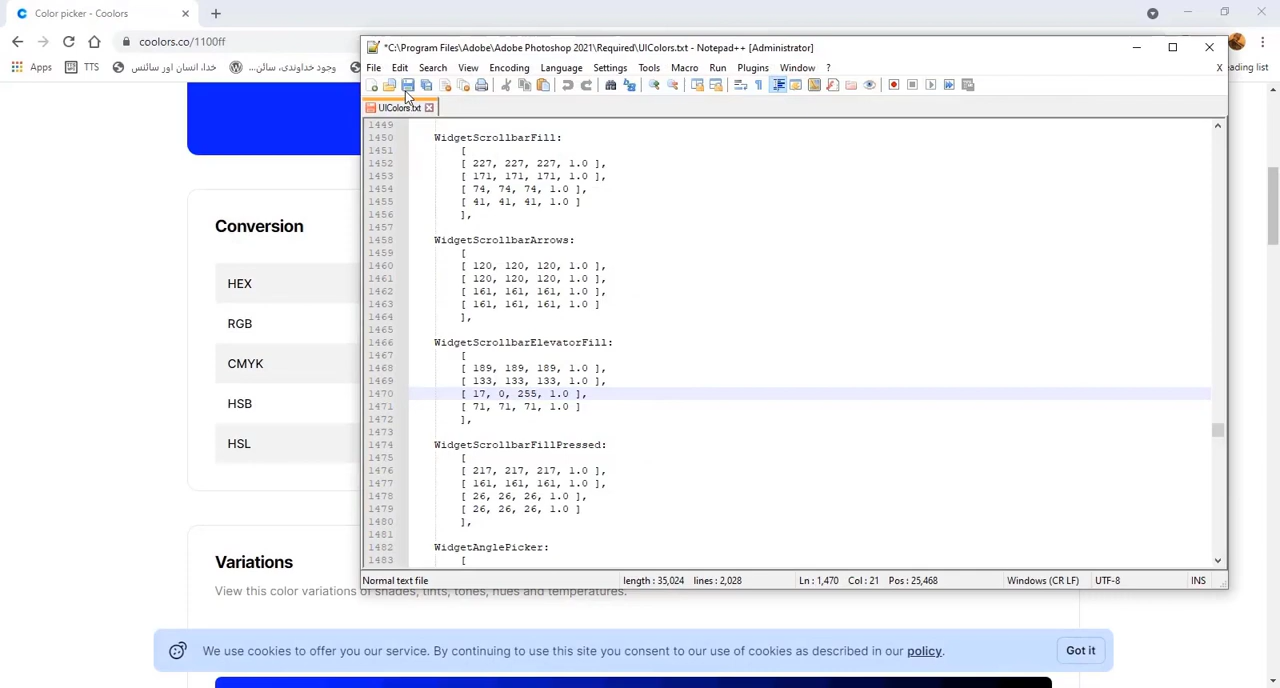 Color picker - Coolors
coolors.co/1100ff
Apps
TTS
خدا، انسان اور سائنس
وجود خداوندی، سائن...
ding list
*C:\Program Files\Adobe\Adobe Photoshop 2021\Required\UIColors.txt - Notepad++ [Administrator]
File Edit Search View Encoding Language Settings Tools Macro Run Plugins Window ?
X
UIColors.txt
1449
1450 WidgetScrollbarFill:
1451 [
1452 [ 227, 227, 227, 1.0 ],
1453 [ 171, 171, 171, 1.0 ],
1454 [ 74, 74, 74, 1.0 ],
1455 [ 41, 41, 41, 1.0 ]
1456 ],
1457
1458 WidgetScrollbarArrows:
1459 [
1460 [ 120, 120, 120, 1.0 ],
1461 [ 120, 120, 120, 1.0 ],
1462 [ 161, 161, 161, 1.0 ],
1463 [ 161, 161, 161, 1.0 ]
1464 ],
1465
1466 WidgetScrollbarElevatorFill:
1467 [
1468 [ 189, 189, 189, 1.0 ],
1469 [ 133, 133, 133, 1.0 ],
1470 [ 17, 0, 255, 1.0 ],
1471 [ 71, 71, 71, 1.0 ]
1472 ],
1473
1474 WidgetScrollbarFillPressed:
1475 [
1476 [ 217, 217, 217, 1.0 ],
1477 [ 161, 161, 161, 1.0 ],
1478 [ 26, 26, 26, 1.0 ],
1479 [ 26, 26, 26, 1.0 ]
1480 ],
1481
1482 WidgetAnglePicker:
1483 [
Normal text file
length : 35,024 lines : 2,028
Ln : 1,470 Col : 21 Pos : 25,468
Windows (CR LF)
UTF-8
INS
Conversion
HEX
RGB
CMYK
HSB
HSL
Variations
View this color variations of shades, tints, tones, hues and temperatures.
We use cookies to offer you our service. By continuing to use this site you consent to our use of cookies as described in our policy.
Got it